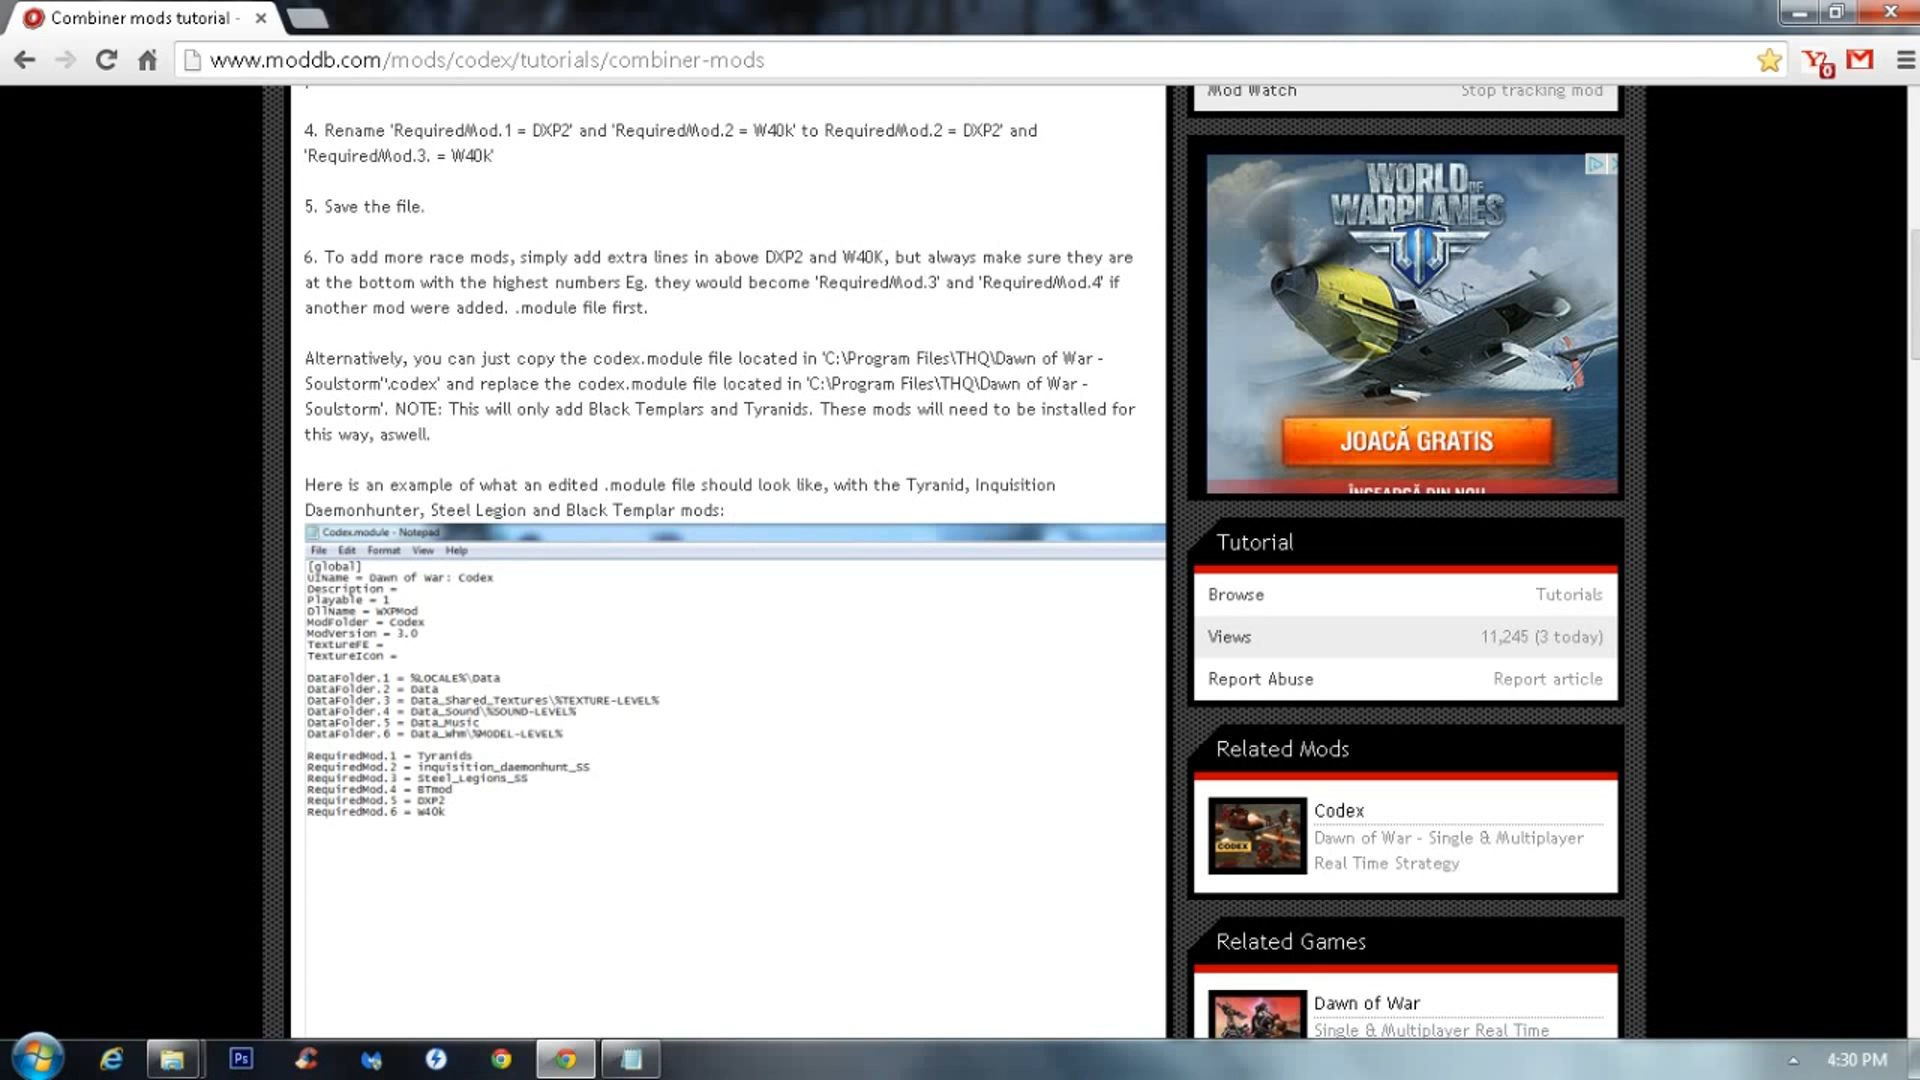 Combiner mods tutorial -
www.moddb.com/mods/codex/tutorials/combiner-mods
0
4. Rename 'RequiredMod.1 = DXP2' and 'RequiredMod.2 = W40k' to RequiredMod.2 = DXP2' and
'RequiredMod.3. = W40k'
5. Save the file.
6. To add more race mods, simply add extra lines in above DXP2 and W40K, but always make sure they are
at the bottom with the highest numbers Eg. they would become 'RequiredMod.3' and 'RequiredMod.4' if
another mod were added. .module file first.
Alternatively, you can just copy the codex.module file located in 'C:\Program Files\THQ\Dawn of War -
Soulstorm''.codex' and replace the codex.module file located in 'C:\Program Files\THQ\Dawn of War -
Soulstorm'. NOTE: This will only add Black Templars and Tyranids. These mods will need to be installed for
this way, aswell.
Here is an example of what an edited .module file should look like, with the Tyranid, Inquisition
Daemonhunter, Steel Legion and Black Templar mods:
Codex.module - Notepad
File Edit Format View Help
[global]
UIName = Dawn of War: Codex
Description =
Playable = 1
DllName = WXPMod
ModFolder = Codex
ModVersion = 3.0
TextureFE =
TextureIcon =
DataFolder.1 = %LOCALE%\Data
DataFolder.2 = Data
DataFolder.3 = Data_Shared_Textures\%TEXTURE-LEVEL%
DataFolder.4 = Data_Sound\%SOUND-LEVEL%
DataFolder.5 = Data_Music
DataFolder.6 = Data_Whm\%MODEL-LEVEL%
RequiredMod.1 = Tyranids
RequiredMod.2 = inquisition_daemonhunt_SS
RequiredMod.3 = Steel_Legions_SS
RequiredMod.4 = BTmod
RequiredMod.5 = DXP2
RequiredMod.6 = W40k
Mod Watch Stop tracking mod
WORLD OF
WARPLANES
JOACĂ GRATIS
ÎNCEARCĂ DIN NOU
Tutorial
Browse Tutorials
Views 11,245 (3 today)
Report Abuse Report article
Related Mods
CODEX
Codex
Dawn of War - Single & Multiplayer
Real Time Strategy
Related Games
Dawn of War
Single & Multiplayer Real Time
Ps
4:30 PM